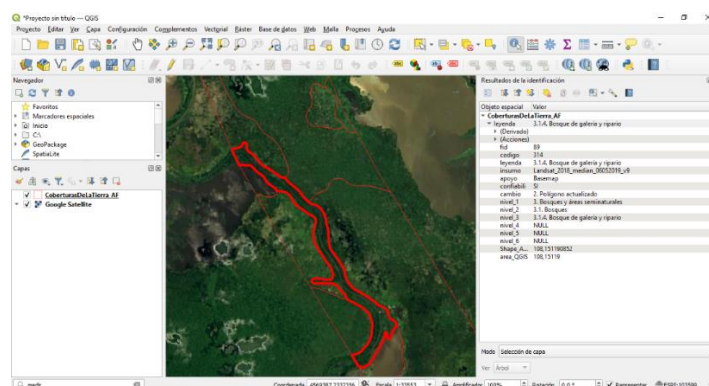 *Proyecto sin título — QGIS
Proyecto Editar Ver Capa Configuración Complementos Vectorial Ráster Base de datos Web Malla Procesos Ayuda
Navegador
Favoritos
Marcadores espaciales
Inicio
C:\
GeoPackage
SpatiaLite
Capas
CoberturasDeLaTierra_AF
Google Satellite
Resultados de la identificación
Objeto espacial Valor
CoberturasDeLaTierra_AF
leyenda 3.1.4. Bosque de galería y ripario
(Derivado)
(Acciones)
fid 89
codigo 314
leyenda 3.1.4. Bosque de galería y ripario
insumo Landsat_2018_median_06052019_v9
apoyo Basemap
confiabili SI
cambio 2. Polígono actualizado
nivel_1 3. Bosques y áreas seminaturales
nivel_2 3.1. Bosques
nivel_3 3.1.4. Bosque de galería y ripario
nivel_4 NULL
nivel_5 NULL
nivel_6 NULL
Shape_A... 108,151190852
area_QGIS 108,15119
Modo Selección de capa
Ver Árbol
Coordenada Escala 1:33553 Amplificador 100% Rotación 0,0 ° Representar